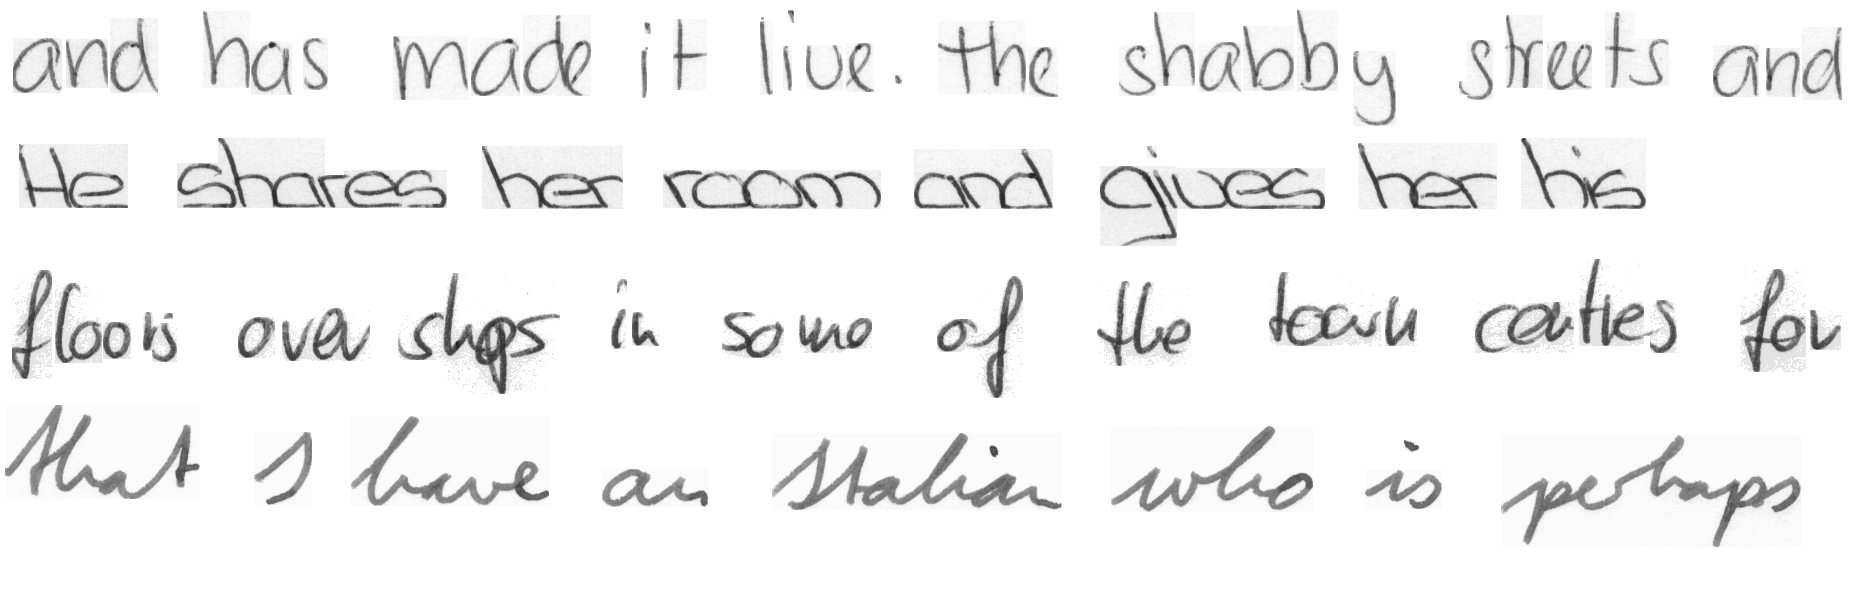 and has made it live. the shabby streets and
He shares her room and gives her his
floors over shops in some of the town centres for
that I have an Italian who is perhaps